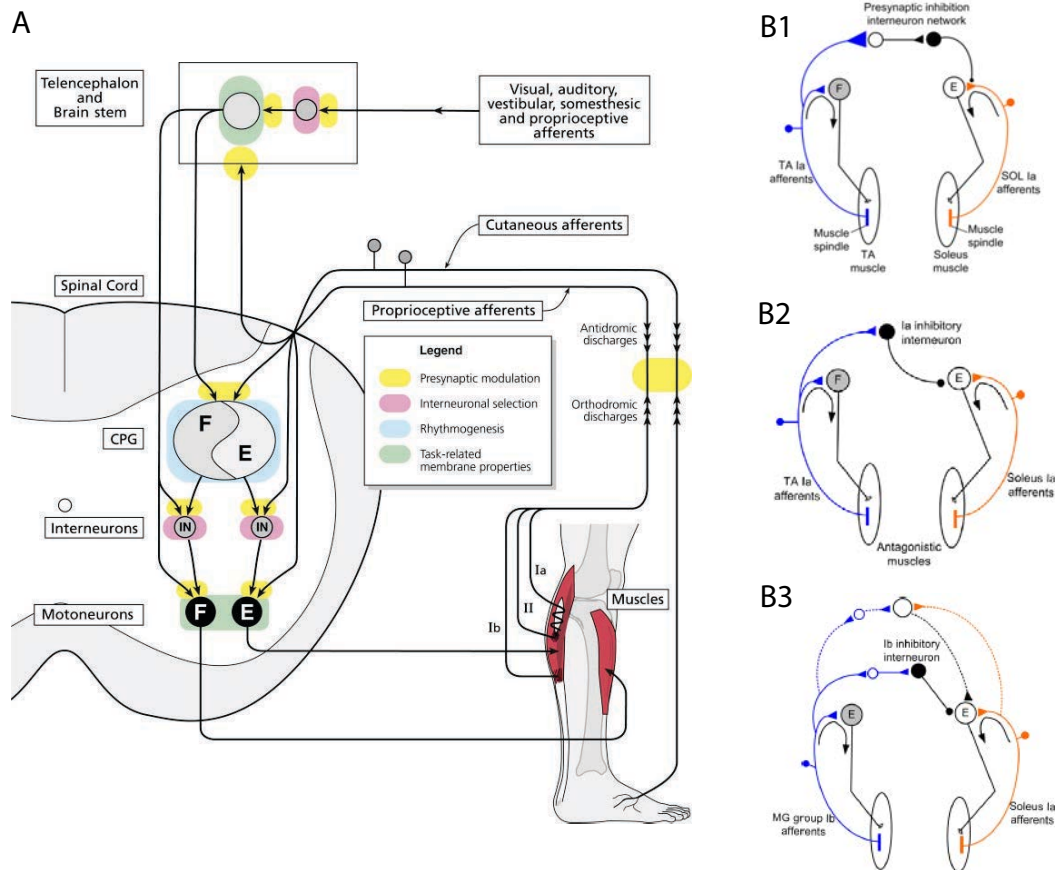 A
Telencephalon
and
Brain stem
Visual, auditory,
vestibular, somesthesic
and proprioceptive
afferents
Cutaneous afferents
Spinal Cord
Proprioceptive afferents
Antidromic
discharges
Orthodromic
discharges
Legend
Presynaptic modulation
Interneuronal selection
Rhythmogenesis
Task-related
membrane properties
CPG
F
E
Interneurons
IN
IN
Motoneurons
F
E
Ia
II
Ib
Muscles
B1
Presynaptic inhibition
interneuron network
F
E
TA Ia
afferents
SOL Ia
afferents
Muscle
spindle
TA
muscle
Muscle
spindle
Soleus
muscle
B2
Ia inhibitory
interneuron
F
E
TA Ia
afferents
Soleus Ia
afferents
Antagonistic
muscles
B3
Ib inhibitory
interneuron
E
E
MG group Ib
afferents
Soleus Ia
afferents